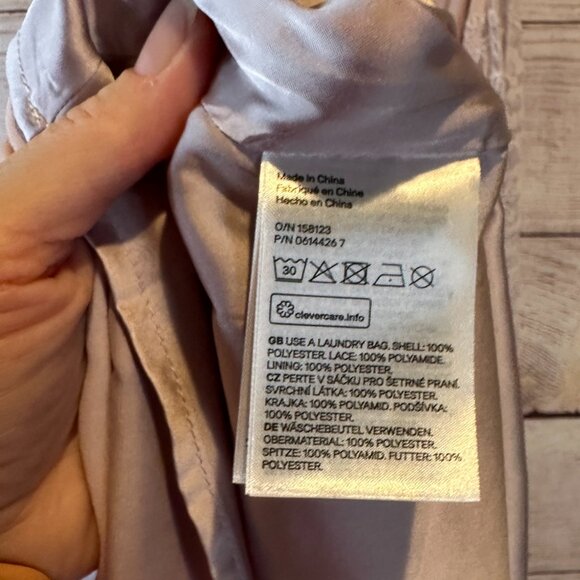 Made in China
Fabriqué en Chine
Hecho en China
O/N 158123
P/N 0614426 7
30
clevercare.info
GB USE A LAUNDRY BAG. SHELL: 100%
POLYESTER. LACE: 100% POLYAMIDE.
LINING: 100% POLYESTER.
CZ PERTE V SÁČKU PRO ŠETRNÉ PRANÍ.
SVRCHNÍ LÁTKA: 100% POLYESTER.
KRAJKA: 100% POLYAMID. PODŠÍVKA:
100% POLYESTER.
DE WÄSCHEBEUTEL VERWENDEN.
OBERMATERIAL: 100% POLYESTER.
SPITZE: 100% POLYAMID. FUTTER: 100%
POLYESTER.